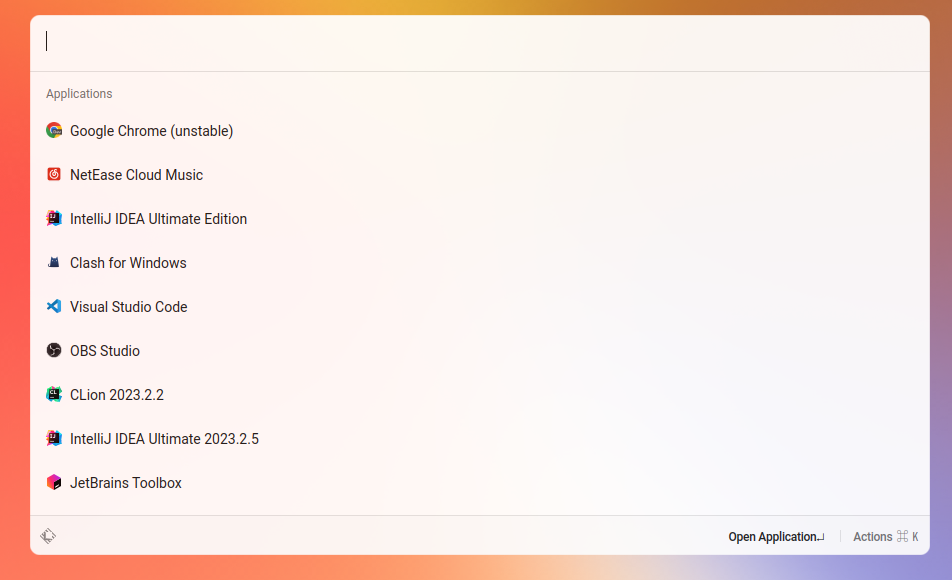 Applications
Google Chrome (unstable)
NetEase Cloud Music
IntelliJ IDEA Ultimate Edition
Clash for Windows
Visual Studio Code
OBS Studio
CLion 2023.2.2
IntelliJ IDEA Ultimate 2023.2.5
JetBrains Toolbox
Open Application↵ Actions ⌘ K